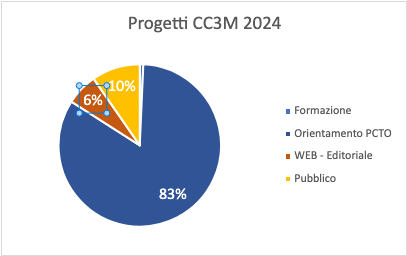 Progetti CC3M 2024
10%
6%
83%
Formazione
Orientamento PCTO
WEB - Editoriale
Pubblico